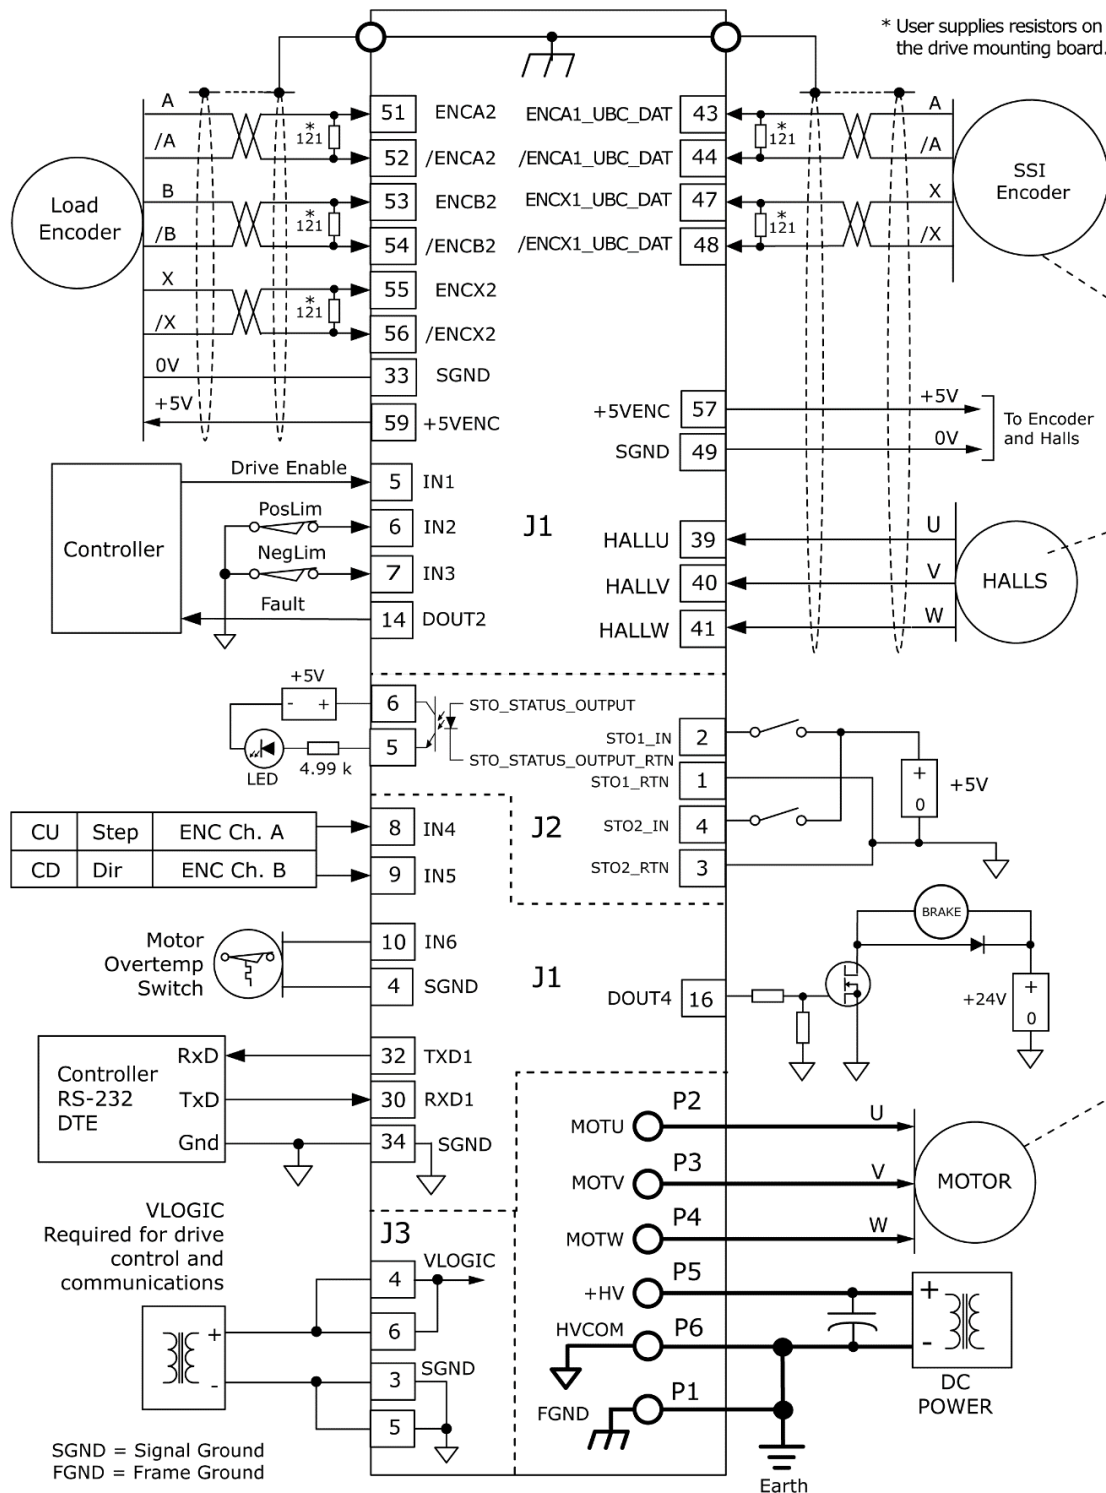 * User supplies resistors on
the drive mounting board.
A
/A
B
/B
X
/X
0V
+5V
Load
Encoder
*
121
*
121
*
121
51 ENCA2
52 /ENCA2
53 ENCB2
54 /ENCB2
55 ENCX2
56 /ENCX2
33 SGND
59 +5VENC
ENCA1_UBC_DAT 43
/ENCA1_UBC_DAT 44
ENCX1_UBC_DAT 47
/ENCX1_UBC_DAT 48
*
121
*
121
A
/A
X
/X
SSI
Encoder
+5VENC 57
SGND 49
+5V
0V
To Encoder
and Halls
Controller
Drive Enable
PosLim
NegLim
Fault
5 IN1
6 IN2
7 IN3
14 DOUT2
J1
HALLU 39
HALLV 40
HALLW 41
U
V
W
HALLS
+5V
- +
LED
4.99 k
6
5
STO_STATUS_OUTPUT
STO_STATUS_OUTPUT_RTN
STO1_IN 2
STO1_RTN 1
STO2_IN 4
STO2_RTN 3
+
0
+5V
J2
CU Step ENC Ch. A
CD Dir ENC Ch. B
8 IN4
9 IN5
Motor
Overtemp
Switch
10 IN6
4 SGND
J1
DOUT4 16
BRAKE
+24V
+
0
Controller
RS-232
DTE
RxD
TxD
Gnd
32 TXD1
30 RXD1
34 SGND
MOTU P2
MOTV P3
MOTW P4
+HV P5
HVCOM P6
FGND P1
U
V
W
MOTOR
+
-
DC
POWER
Earth
VLOGIC
Required for drive
control and
communications
+
-
J3
4 VLOGIC
6
3 SGND
5
SGND = Signal Ground
FGND = Frame Ground